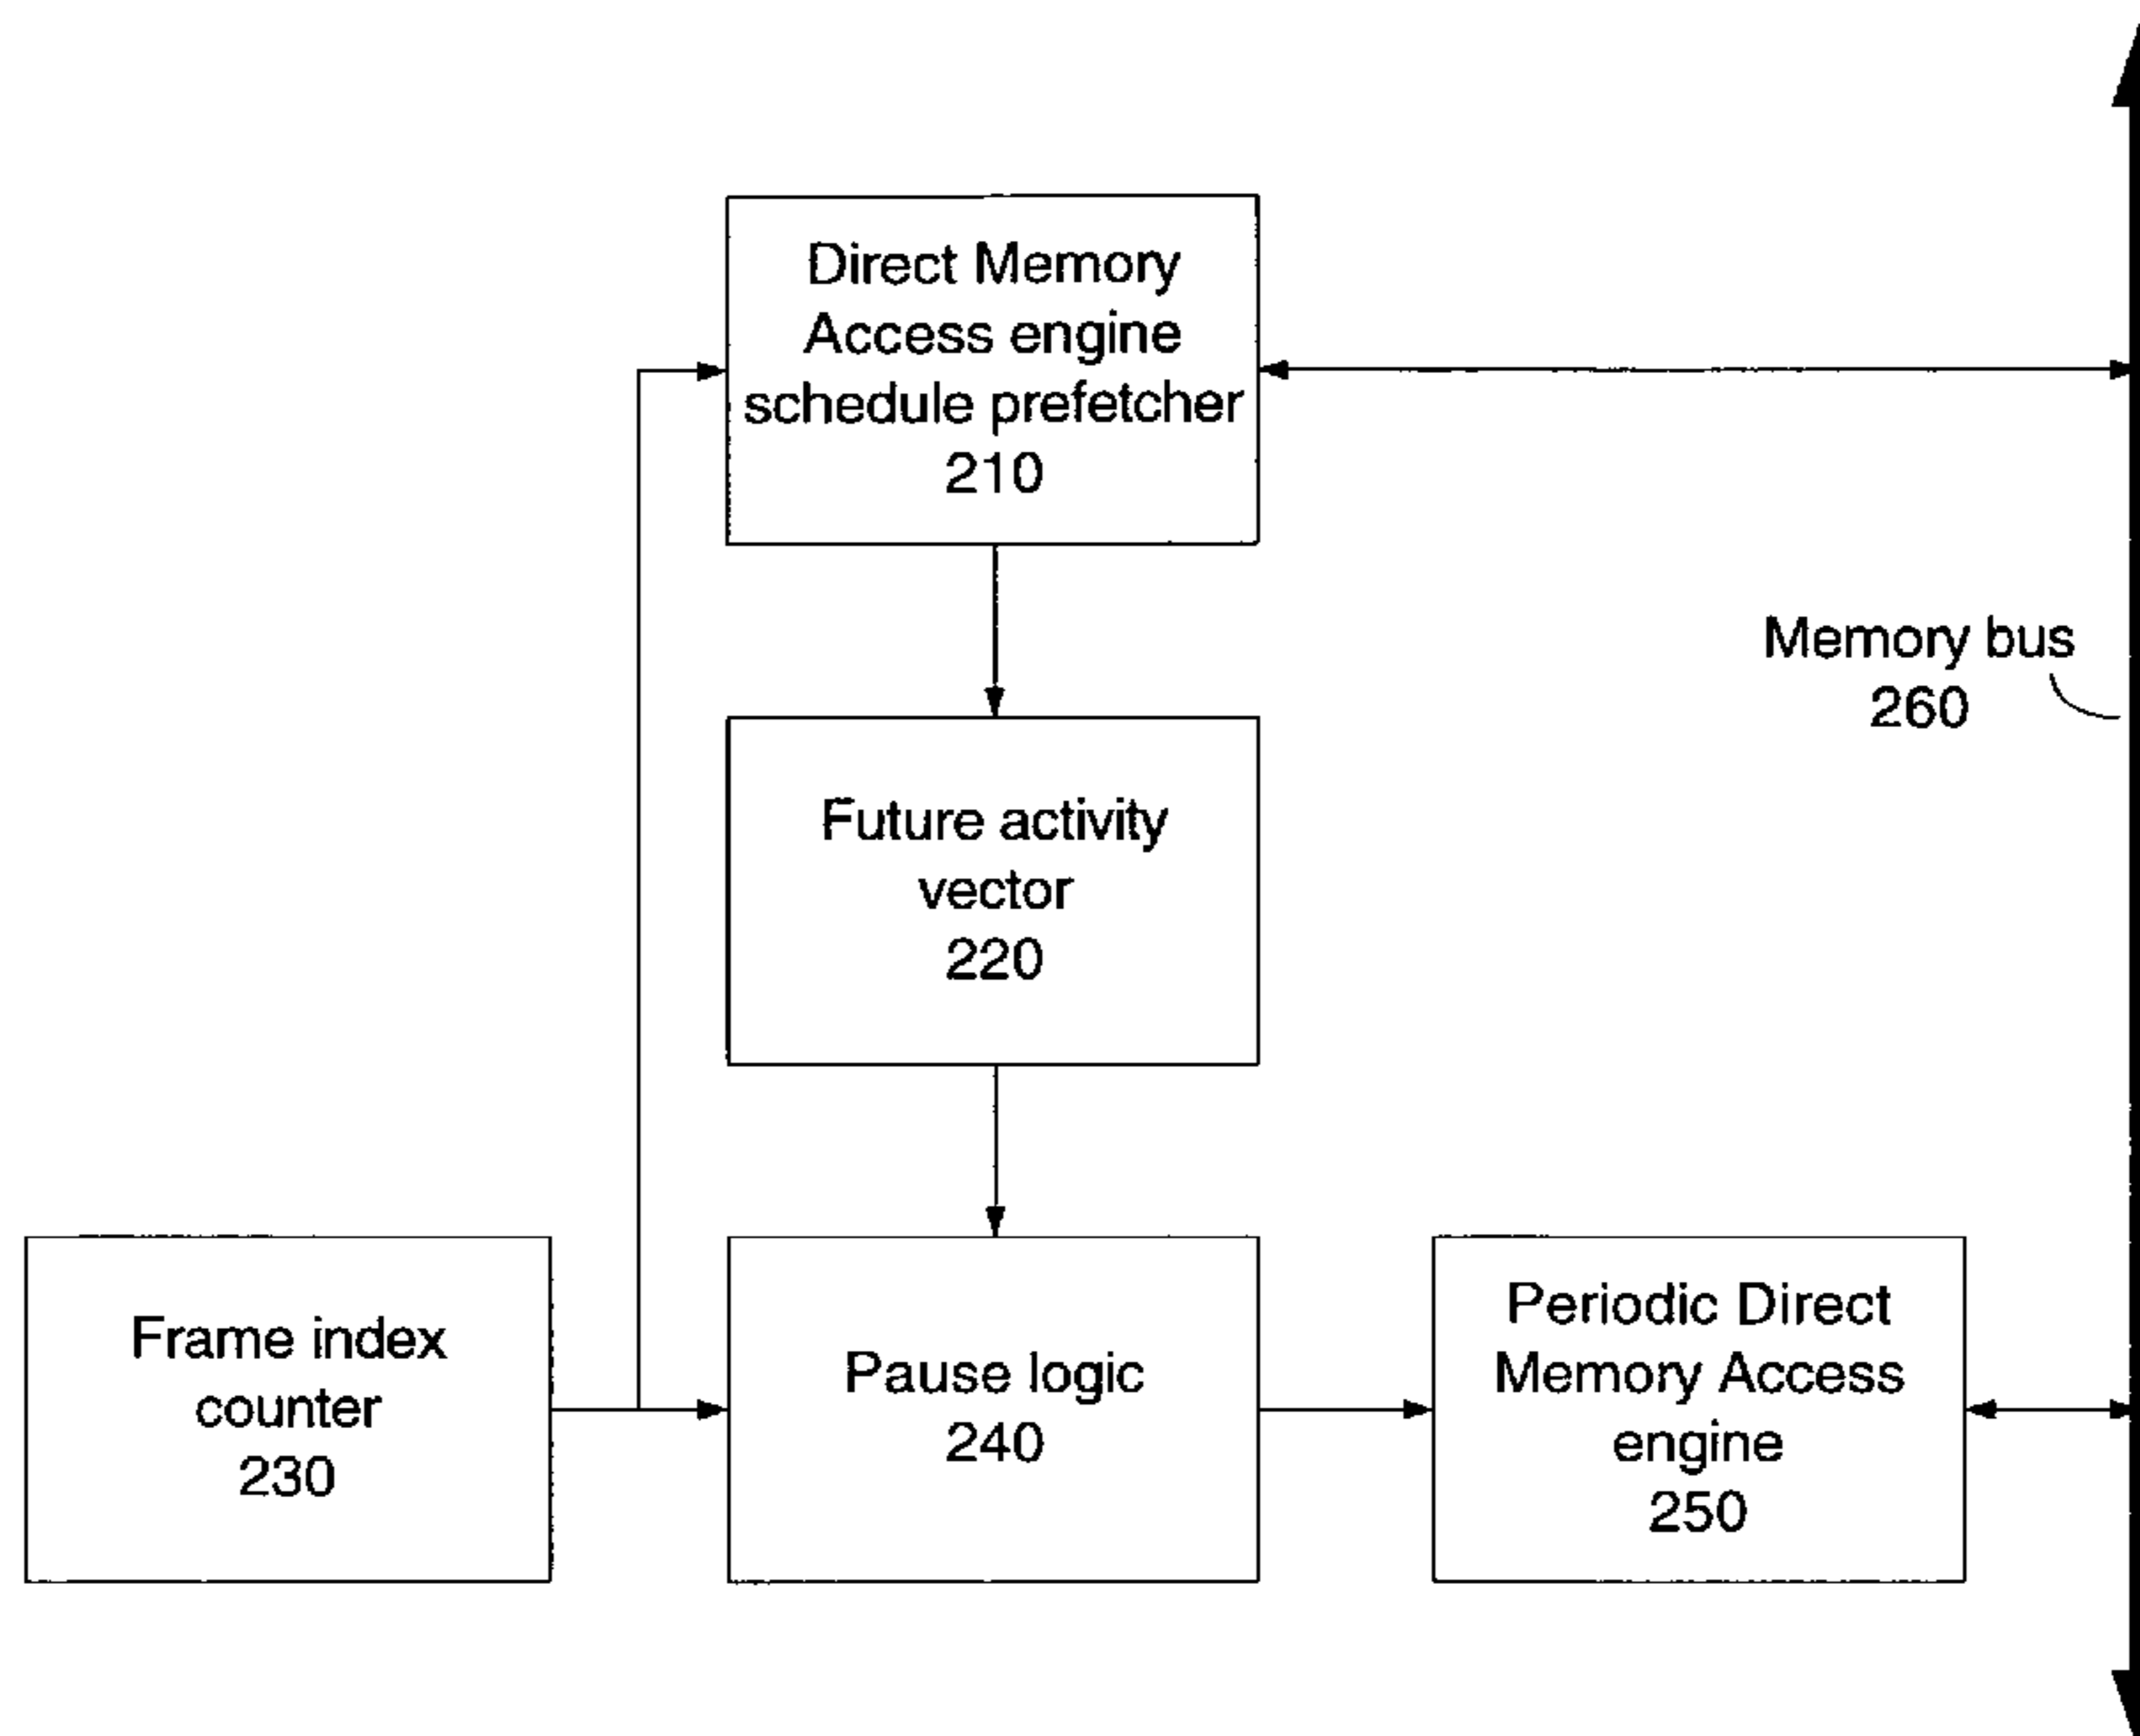 Direct Memory
Access engine
schedule prefetcher
210
Memory bus
260
Future activity
vector
220
Frame index
counter
230
Pause logic
240
Periodic Direct
Memory Access
engine
250